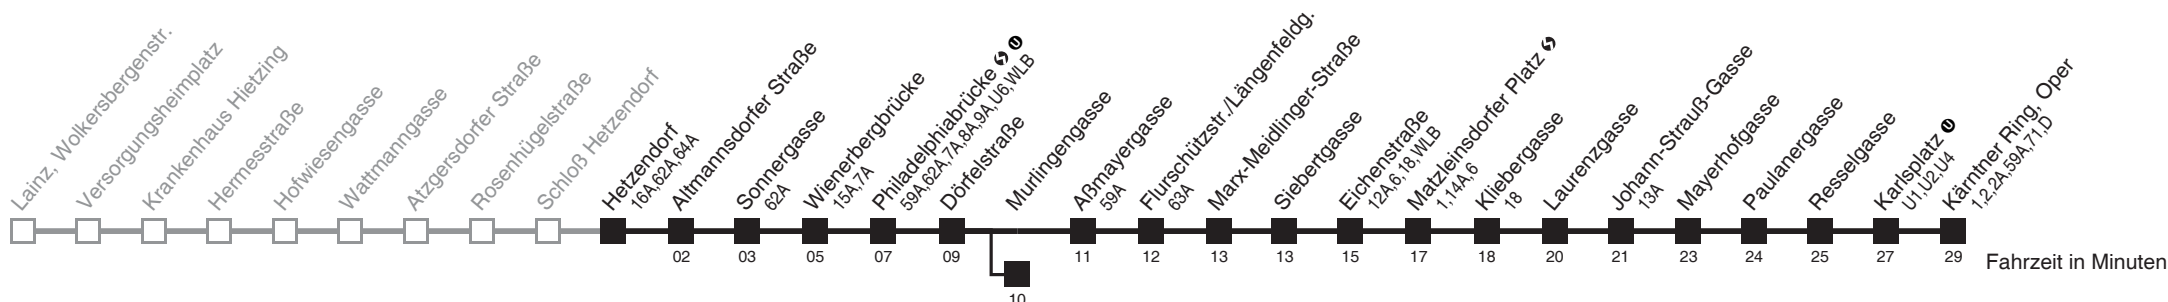 Lainz, Wolkersbergenstr.
Versorgungsheimplatz
Krankenhaus Hietzing
Hermesstraße
Hofwiesengasse
Wattmanngasse
Atzgersdorfer Straße
Rosenhügelstraße
Schloß Hetzendorf
Hetzendorf
16A,62A,64A
Altmannsdorfer Straße
02
Sonnergasse
62A
03
Wienerbergbrücke
15A,7A
05
Philadelphiabrücke
59A,62A,7A,8A,9A,U6,WLB
07
Dörfelstraße
09
Murlingengasse
10
Aßmayergasse
59A
11
Flurschützstr./Längenfeldg.
63A
12
Marx-Meidlinger-Straße
13
Siebertgasse
13
Eichenstraße
12A,6,18,WLB
15
Matzleinsdorfer Platz
1,14A,6
17
Kliebergasse
18
18
Laurenzgasse
20
Johann-Strauß-Gasse
13A
21
Mayerhofgasse
23
Paulanergasse
24
Resselgasse
25
Karlsplatz U
U1,U2,U4
27
Kärntner Ring, Oper
1,2,2A,59A,71,D
29
Fahrzeit in Minuten